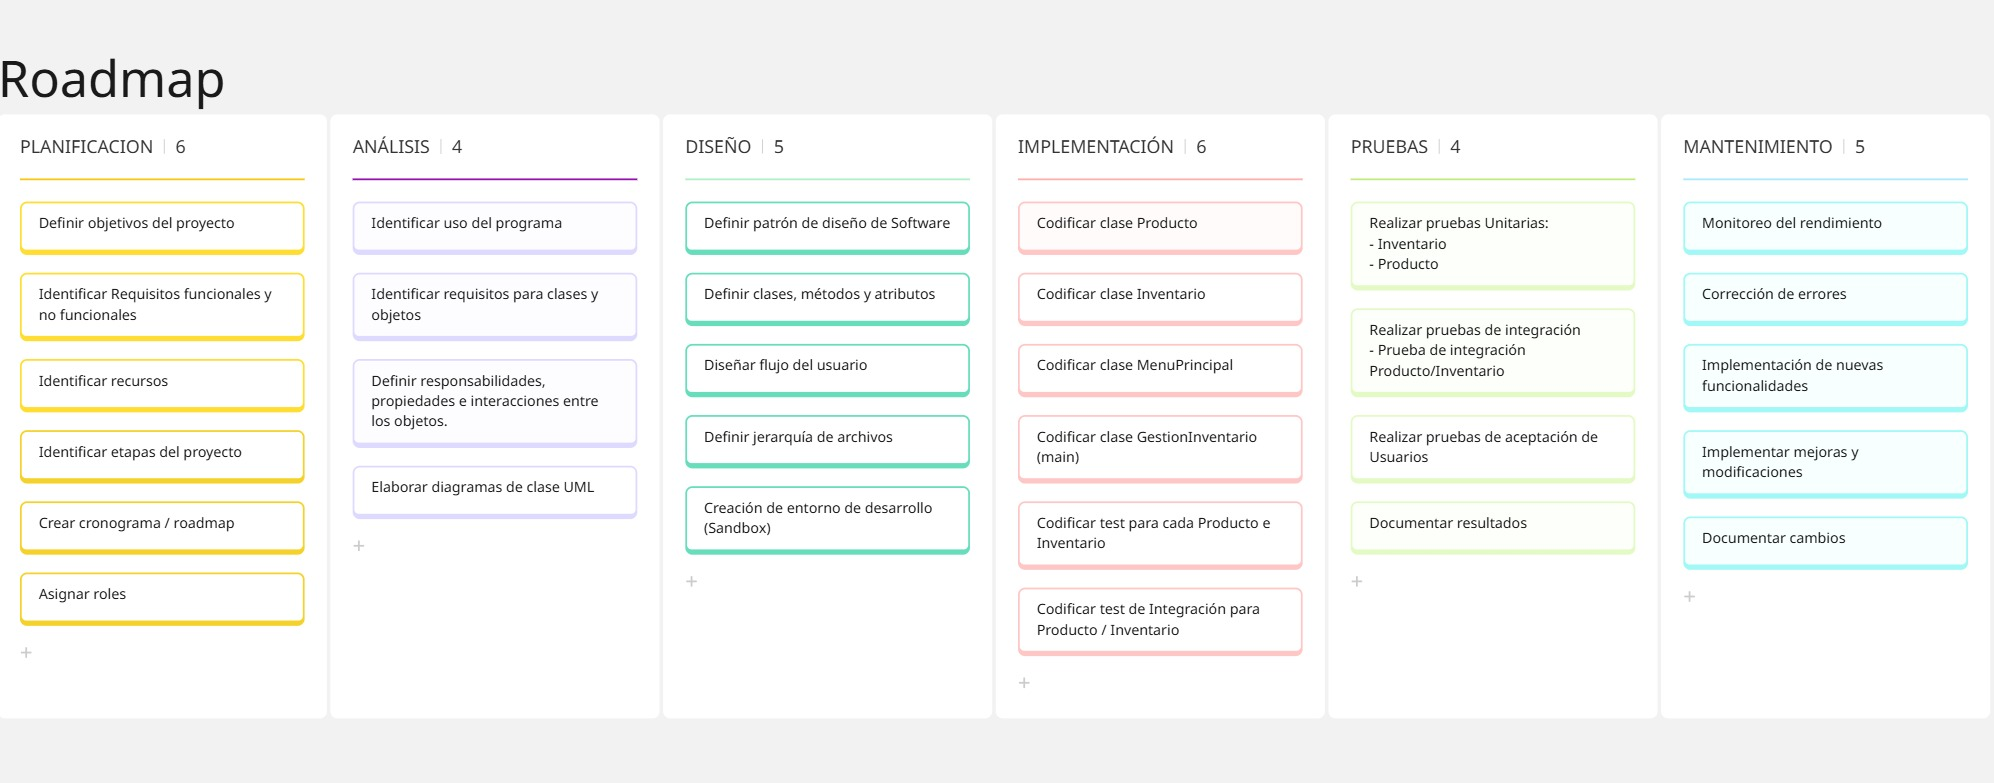 Roadmap
PLANIFICACION | 6
Definir objetivos del proyecto
Identificar Requisitos funcionales y
no funcionales
Identificar recursos
Identificar etapas del proyecto
Crear cronograma / roadmap
Asignar roles
+
ANÁLISIS | 4
Identificar uso del programa
Identificar requisitos para clases y
objetos
Definir responsabilidades,
propiedades e interacciones entre
los objetos.
Elaborar diagramas de clase UML
+
DISEÑO | 5
Definir patrón de diseño de Software
Definir clases, métodos y atributos
Diseñar flujo del usuario
Definir jerarquía de archivos
Creación de entorno de desarrollo
(Sandbox)
+
IMPLEMENTACIÓN | 6
Codificar clase Producto
Codificar clase Inventario
Codificar clase MenuPrincipal
Codificar clase GestionInventario
(main)
Codificar test para cada Producto e
Inventario
Codificar test de Integración para
Producto / Inventario
+
PRUEBAS | 4
Realizar pruebas Unitarias:
- Inventario
- Producto
Realizar pruebas de integración
- Prueba de integración
Producto/Inventario
Realizar pruebas de aceptación de
Usuarios
Documentar resultados
+
MANTENIMIENTO | 5
Monitoreo del rendimiento
Corrección de errores
Implementación de nuevas
funcionalidades
Implementar mejoras y
modificaciones
Documentar cambios
+